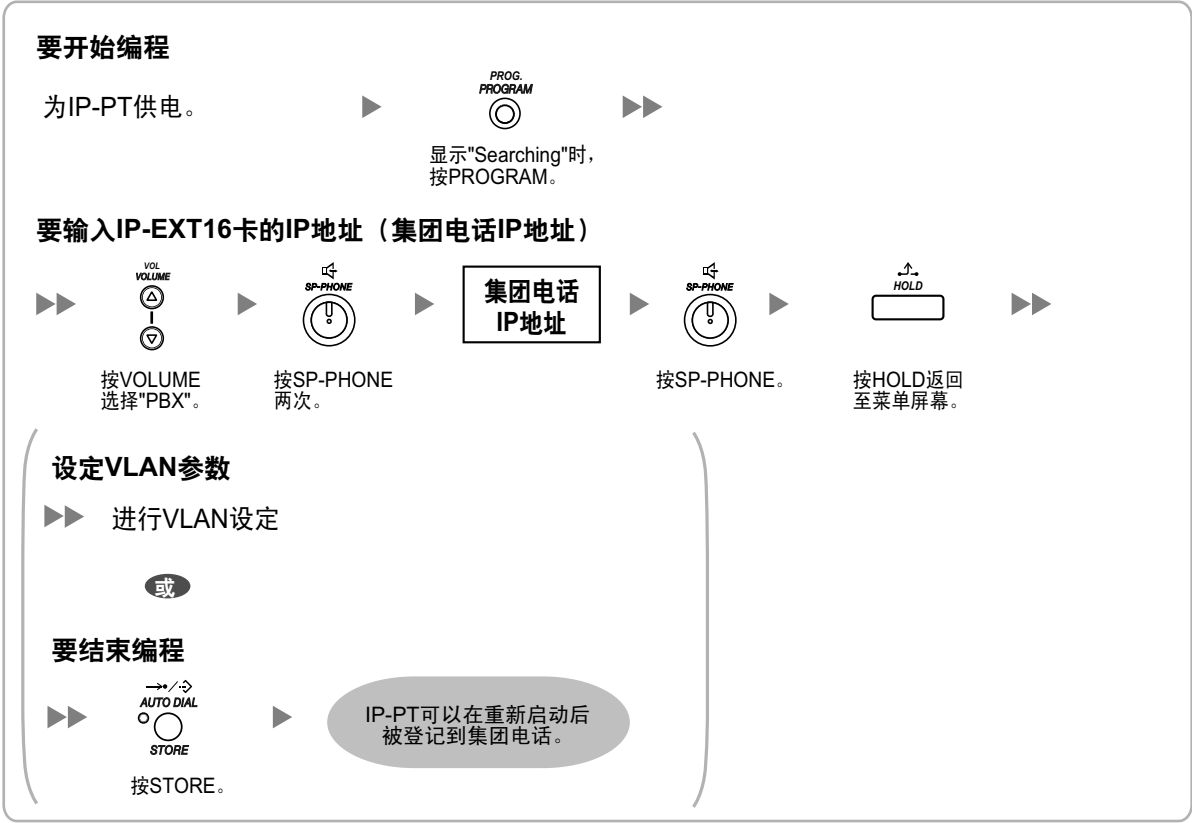 要开始编程
PROG.
PROGRAM
为IP-PT供电。
显示"Searching"时，
按PROGRAM。
要输入IP-EXT16卡的IP地址（集团电话IP地址）
VOL
VOLUME
SP-PHONE
集团电话
IP地址
SP-PHONE
HOLD
按VOLUME
选择"PBX"。
按SP-PHONE
两次。
按SP-PHONE。
按HOLD返回
至菜单屏幕。
设定VLAN参数
进行VLAN设定
或
要结束编程
AUTO DIAL
STORE
IP-PT可以在重新启动后
被登记到集团电话。
按STORE。